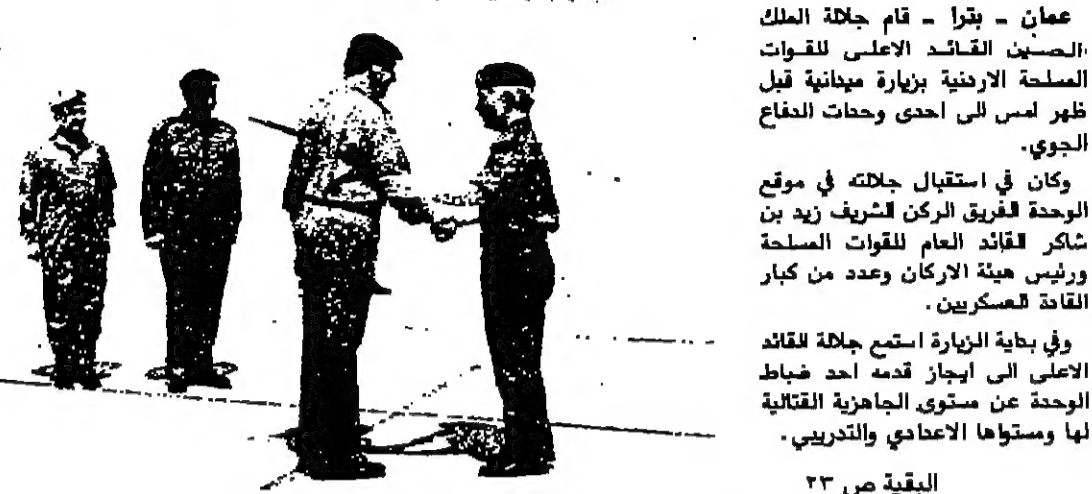 عمان - بترا - قام جلالة الملك
الحسين القائد الاعلى للقوات
المسلحة الاردنية بزيارة ميدانية قبل
ظهر امس الى احدى وحدات الدفاع
الجوي.
وكان في استقبال جلالته في موقع
الوحدة الفريق الركن الشريف زيد بن
شاكر القائد العام للقوات المسلحة
ورئيس هيئة الاركان وعدد من كبار
القادة العسكريين.
وفي بداية الزيارة استمع جلالة القائد
الاعلى الى ايجاز قدمه احد ضباط
الوحدة عن مستوى الجاهزية القتالية
لها ومستواها الاعدادي والتدريبي.
البقية ص ٢٣